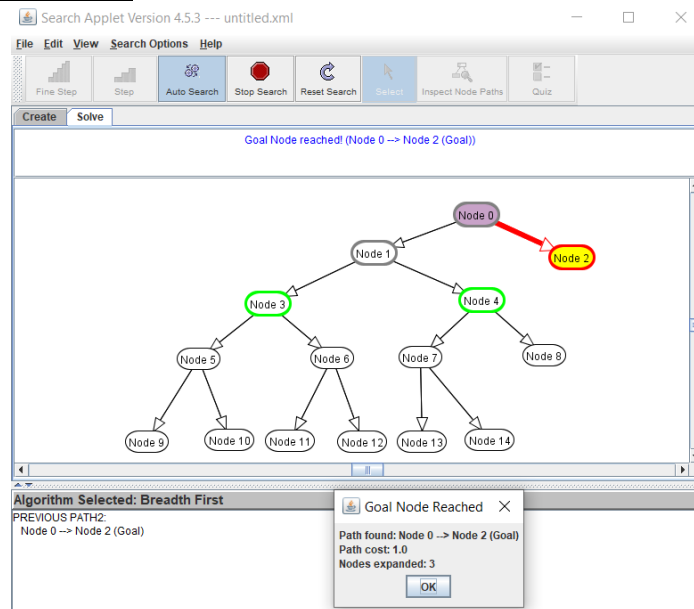 Search Applet Version 4.5.3 --- untitled.xml
File Edit View Search Options Help
Fine Step Step Auto Search Stop Search Reset Search Select Inspect Node Paths Quiz
Create Solve
Goal Node reached! (Node 0 --> Node 2 (Goal))
Node 0
Node 1
Node 2
Node 3
Node 4
Node 5
Node 6
Node 7
Node 8
Node 9
Node 10
Node 11
Node 12
Node 13
Node 14
Algorithm Selected: Breadth First
PREVIOUS PATH2:
Node 0 --> Node 2 (Goal)
Goal Node Reached
Path found: Node 0 --> Node 2 (Goal)
Path cost: 1.0
Nodes expanded: 3
OK